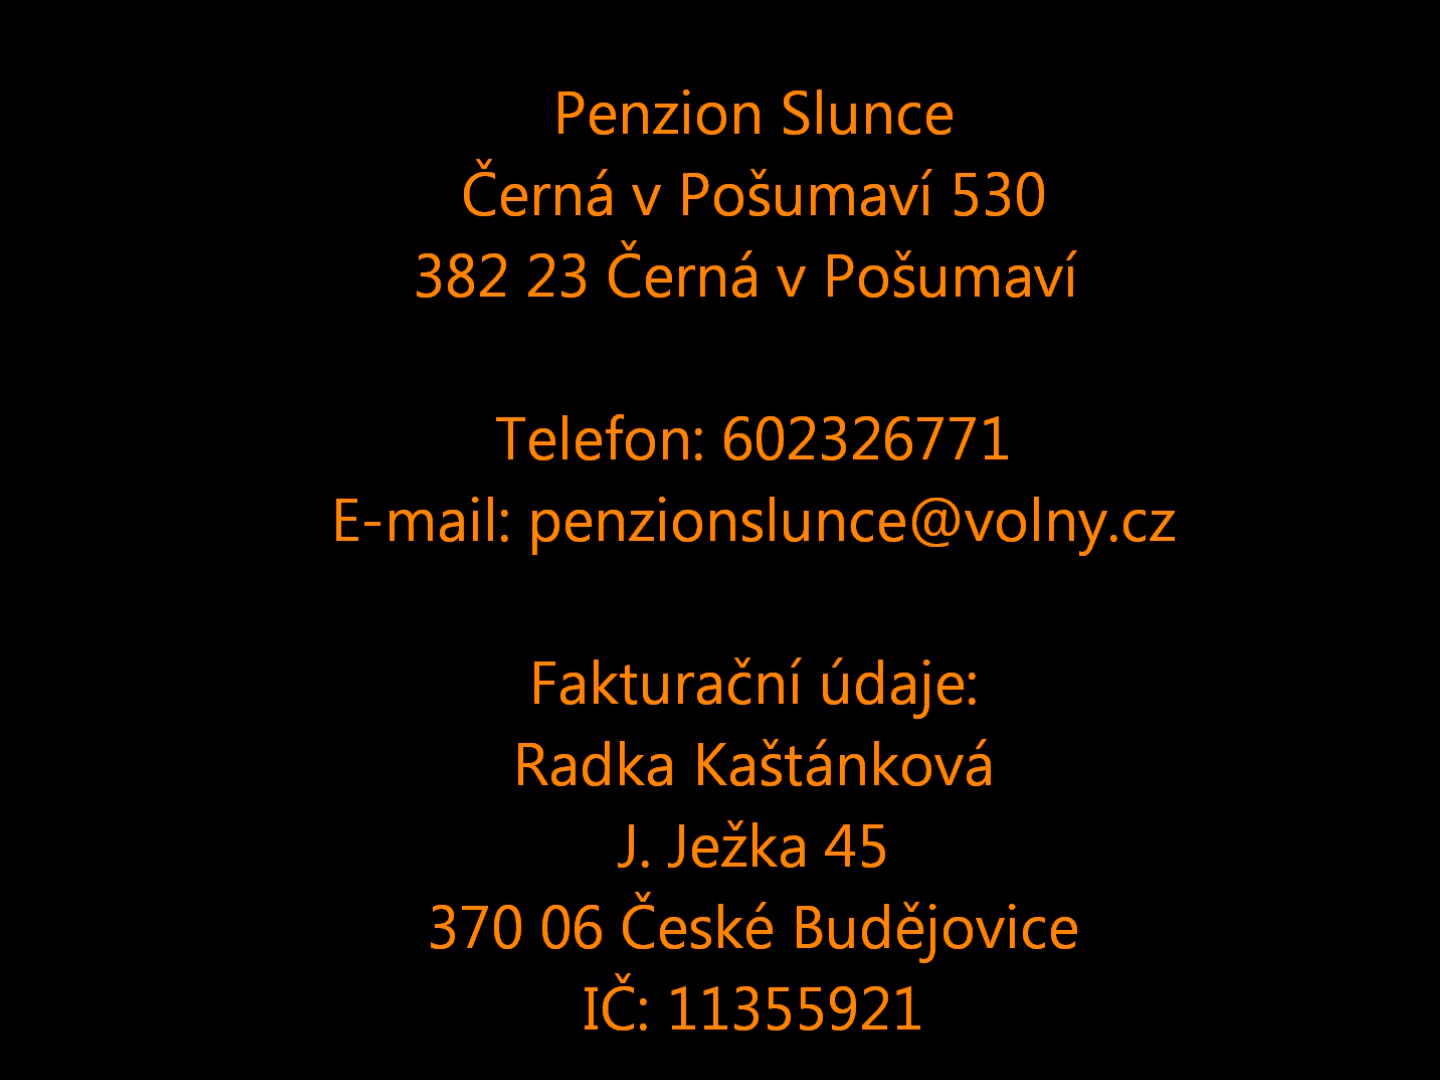 Penzion Slunce
Černá v Pošumaví 530
382 23 Černá v Pošumaví
Telefon: 602326771
E-mail: penzionslunce@volny.cz
Fakturační údaje:
Radka Kaštánková
J. Ježka 45
370 06 České Budějovice
IČ: 11355921